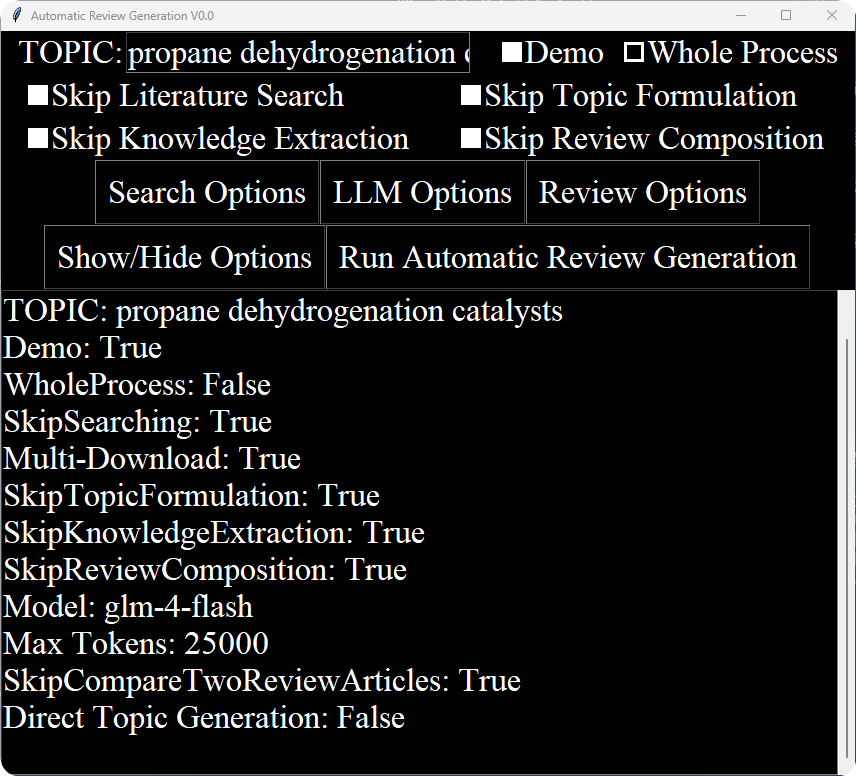 Automatic Review Generation V0.0
TOPIC: propane dehydrogenation Demo Whole Process
Skip Literature Search Skip Topic Formulation
Skip Knowledge Extraction Skip Review Composition
Search Options LLM Options Review Options
Show/Hide Options Run Automatic Review Generation
TOPIC: propane dehydrogenation catalysts
Demo: True
WholeProcess: False
SkipSearching: True
Multi-Download: True
SkipTopicFormulation: True
SkipKnowledgeExtraction: True
SkipReviewComposition: True
Model: glm-4-flash
Max Tokens: 25000
SkipCompareTwoReviewArticles: True
Direct Topic Generation: False